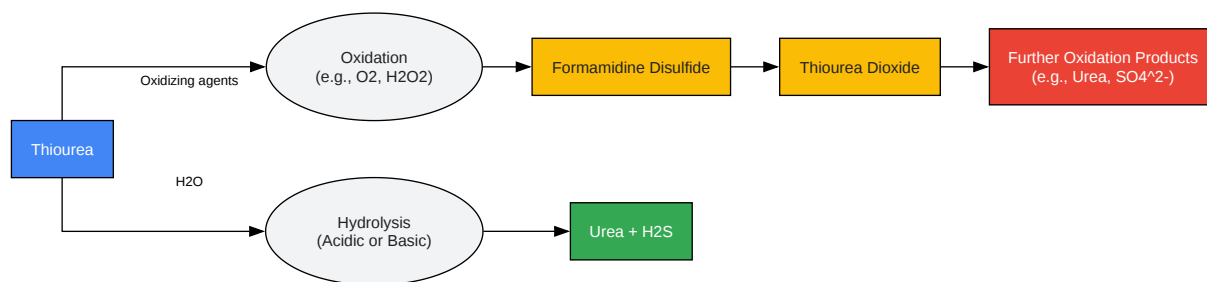 Oxidation
(e.g., O2, H2O2)
Formamidine Disulfide
Thiourea Dioxide
Further Oxidation Products
(e.g., Urea, SO4^2-)
Oxidizing agents
Thiourea
H2O
Hydrolysis
(Acidic or Basic)
Urea + H2S